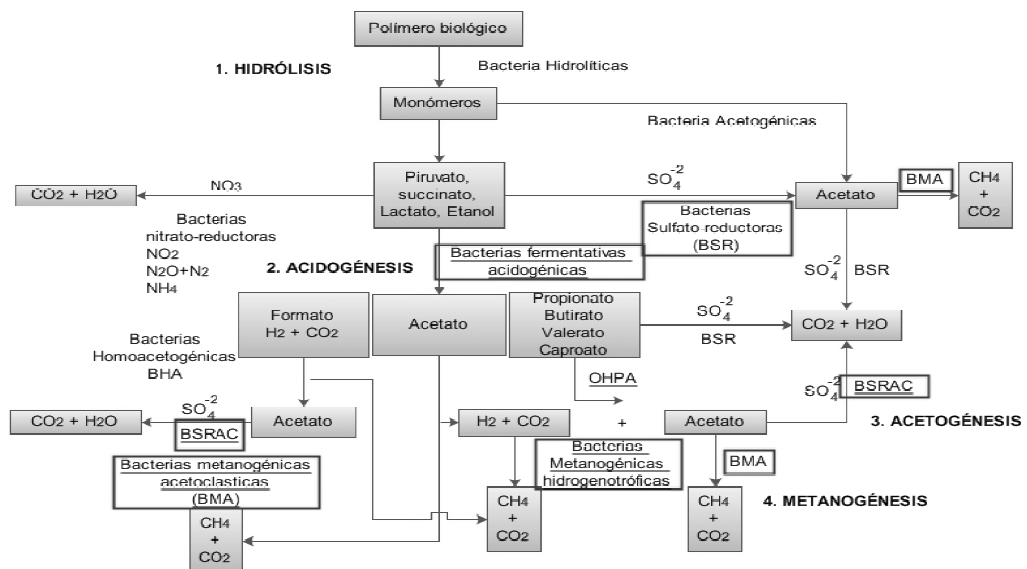 Polímero biológico
1. HIDRÓLISIS
Bacteria Hidrolíticas
Monómeros
Bacteria Acetogénicas
CO2 + H2O
NO3
Piruvato,
succinato,
Lactato, Etanol
SO4-2
Acetato
BMA
CH4
+
CO2
Bacterias
nitrato-reductoras
NO2
N2O+N2
NH4
Bacterias
Sulfato-reductoras
(BSR)
2. ACIDOGÉNESIS
Bacterias fermentativas
acidogénicas
SO4-2
BSR
Formato
H2 + CO2
Acetato
Propionato
Butirato
Valerato
Caproato
SO4-2
BSR
CO2 + H2O
Bacterias
Homoacetogénicas
BHA
OHPA
SO4-2
BSRAC
3. ACETOGÉNESIS
CO2 + H2O
SO4-2
BSRAC
Acetato
H2 + CO2
+
Acetato
Bacterias metanogénicas
acetoclasticas
(BMA)
Bacterias
Metanogénicas
hidrogenotróficas
BMA
4. METANOGÉNESIS
CH4
+
CO2
CH4
+
CO2
CH4
+
CO2